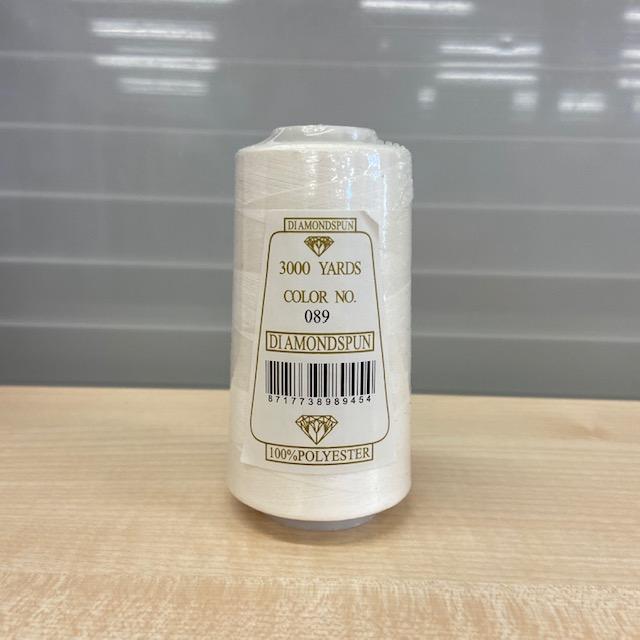 DIAMONDSPUN
3000 YARDS
COLOR NO.
089
DIAMONDSPUN
8717738989454
100%POLYESTER